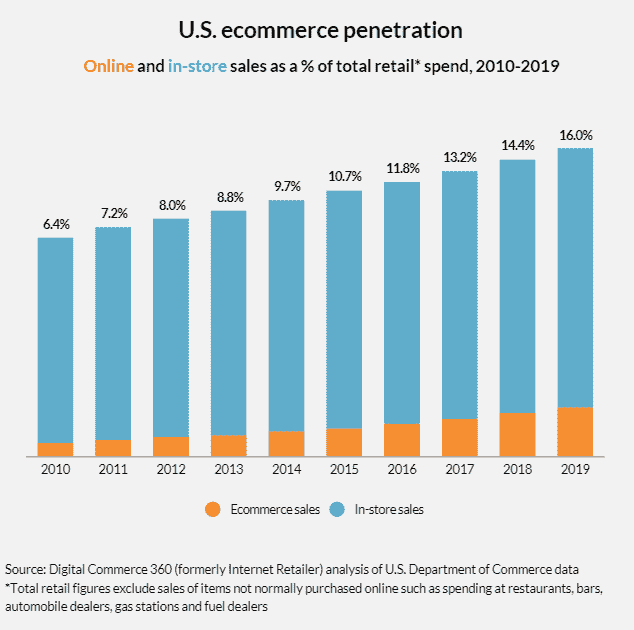 U.S. ecommerce penetration
Online and in-store sales as a % of total retail* spend, 2010-2019
6.4%
7.2%
8.0%
8.8%
9.7%
10.7%
11.8%
13.2%
14.4%
16.0%
2010 2011 2012 2013 2014 2015 2016 2017 2018 2019
Ecommerce sales In-store sales
Source: Digital Commerce 360 (formerly Internet Retailer) analysis of U.S. Department of Commerce data
*Total retail figures exclude sales of items not normally purchased online such as spending at restaurants, bars,
automobile dealers, gas stations and fuel dealers